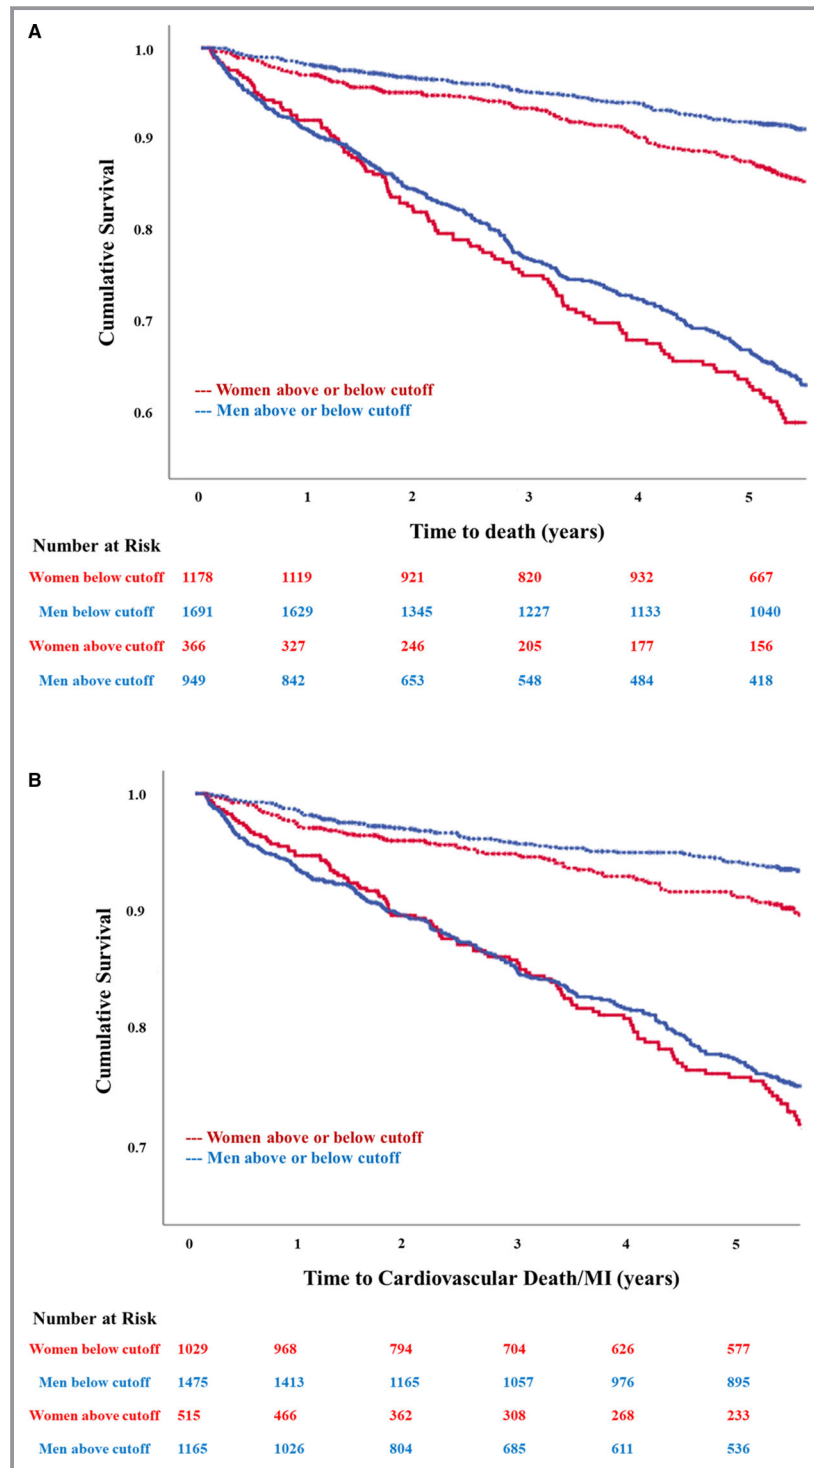 A
1.0
0.9
0.8
0.7
0.6
Cumulative Survival
--- Women above or below cutoff
--- Men above or below cutoff
0 1 2 3 4 5
Time to death (years)
Number at Risk
Women below cutoff 1178 1119 921 820 932 667
Men below cutoff 1691 1629 1345 1227 1133 1040
Women above cutoff 366 327 246 205 177 156
Men above cutoff 949 842 653 548 484 418
B
1.0
0.9
0.8
0.7
Cumulative Survival
--- Women above or below cutoff
--- Men above or below cutoff
0 1 2 3 4 5
Time to Cardiovascular Death/MI (years)
Number at Risk
Women below cutoff 1029 968 794 704 626 577
Men below cutoff 1475 1413 1165 1057 976 895
Women above cutoff 515 466 362 308 268 233
Men above cutoff 1165 1026 804 685 611 536